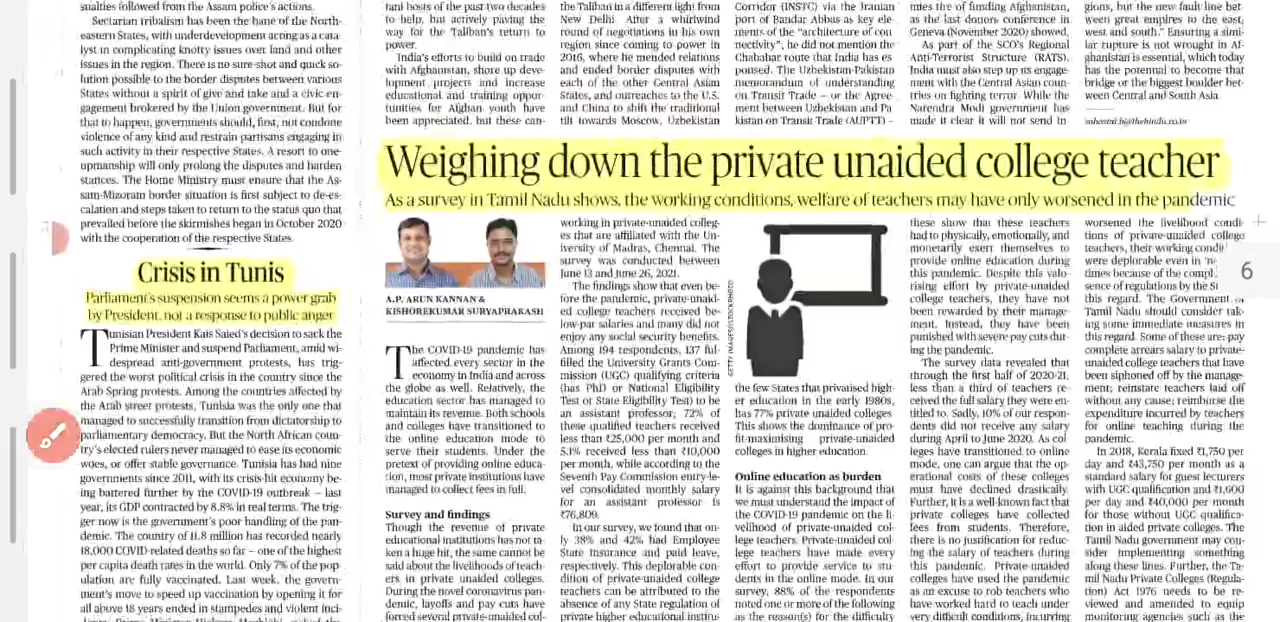 sualties followed from the Assam police's actions.
Sectarian tribalism has been the bane of the North-
eastern States, with underdevelopment acting as a cata-
lyst in complicating knotty issues over land and other
issues in the region. There is no sure-shot and quick so-
lution possible to the border disputes between various
States without a spirit of give and take and a civic en-
gagement brokered by the Union government. But for
that to happen, governments should, first, not condone
violence of any kind and restrain partisans engaging in
such activity in their respective States. A resort to one-
upmanship will only prolong the disputes and harden
stances. The Home Ministry must ensure that the As-
sam-Mizoram border situation is first subject to de-es-
calation and steps taken to return to the status quo that
prevailed before the skirmishes began in October 2020
with the cooperation of the respective States.
Crisis in Tunis
Parliament's suspension seems a power grab
by President, not a response to public anger
Tunisian President Kais Saied's decision to sack the
Prime Minister and suspend Parliament, amid wi-
despread anti-government protests, has trig-
gered the worst political crisis in the country since the
Arab Spring protests. Among the countries affected by
the Arab street protests, Tunisia was the only one that
managed to successfully transition from dictatorship to
parliamentary democracy. But the North African coun-
try's elected rulers never managed to ease its economic
woes, or offer stable governance. Tunisia has had nine
governments since 2011, with its crisis-hit economy be-
ing battered further by the COVID-19 outbreak – last
year, its GDP contracted by 8.8% in real terms. The trig-
ger now is the government's poor handling of the pan-
demic. The country of 11.8 million has recorded nearly
18,000 COVID-related deaths so far – one of the highest
per capita death rates in the world. Only 7% of the pop-
ulation are fully vaccinated. Last week, the govern-
ment's move to speed up vaccination by opening it for
all above 18 years ended in stampedes and violent inci-
tani hosts of the past two decades
to help, but actively paving the
way for the Taliban's return to
power.
India's efforts to build on trade
with Afghanistan, shore up deve-
lopment projects and increase
educational and training oppor-
tunities for Afghan youth have
been appreciated, but these can-
the Taliban in a different light from
New Delhi. After a whirlwind
round of negotiations in his own
region since coming to power in
2016, where he mended relations
and ended border disputes with
each of the other Central Asian
States, and outreaches to the U.S.
and China to shift the traditional
tilt towards Moscow, Uzbekistan
Corridor (INSTC) via the Iranian
port of Bandar Abbas as key ele-
ments of the "architecture of con-
nectivity", he did not mention the
Chabahar route that India has es-
poused. The Uzbekistan-Pakistan
memorandum of understanding
on Transit Trade – or the Agree-
ment between Uzbekistan and Pa-
kistan on Transit Trade (AUPTT) –
mies tire of funding Afghanistan,
as the last donors conference in
Geneva (November 2020) showed.
As part of the SCO's Regional
Anti-Terrorist Structure (RATS),
India must also step up its engage-
ment with the Central Asian coun-
tries on fighting terror. While the
Narendra Modi government has
made it clear it will not send in
gions, but the new fault line bet-
ween great empires to the east,
west and south." Ensuring a simi-
lar rupture is not wrought in Af-
ghanistan is essential, which today
has the potential to become that
bridge or the biggest boulder bet-
ween Central and South Asia.
suhasini.h@thehindu.co.in
Weighing down the private unaided college teacher
As a survey in Tamil Nadu shows, the working conditions, welfare of teachers may have only worsened in the pandemic
A.P. ARUN KANNAN &
KISHOREKUMAR SURYAPRAKASH
The COVID-19 pandemic has
affected every sector in the
economy in India and across
the globe as well. Relatively, the
education sector has managed to
maintain its revenue. Both schools
and colleges have transitioned to
the online education mode to
serve their students. Under the
pretext of providing online educa-
tion, most private institutions have
managed to collect fees in full.
Survey and findings
Though the revenue of private
educational institutions has not ta-
ken a huge hit, the same cannot be
said about the livelihoods of teach-
ers in private unaided colleges.
During the novel coronavirus pan-
demic, layoffs and pay cuts have
forced several private-unaided col-
working in private-unaided colleg-
es that are affiliated with the Un-
iversity of Madras, Chennai. The
survey was conducted between
June 13 and June 26, 2021.
The findings show that even be-
fore the pandemic, private-unaid-
ed college teachers received be-
low-par salaries and many did not
enjoy any social security benefits.
Among 194 respondents, 137 ful-
filled the University Grants Com-
mission (UGC) qualifying criteria
(has PhD or National Eligibility
Test or State Eligibility Test) to be
an assistant professor; 72% of
these qualified teachers received
less than ₹25,000 per month and
5.1% received less than ₹10,000
per month, while according to the
Seventh Pay Commission entry-le-
vel consolidated monthly salary
for an assistant professor is
₹76,809.
In our survey, we found that on-
ly 38% and 42% had Employee
State Insurance and paid leave,
respectively. This deplorable con-
dition of private-unaided college
teachers can be attributed to the
absence of any State regulation of
private higher educational institu-
GETTY IMAGES/ISTOCKPHOTO
the few States that privatised high-
er education in the early 1980s,
has 77% private unaided colleges.
This shows the dominance of pro-
fit-maximising private-unaided
colleges in higher education.
Online education as burden
It is against this background that
we must understand the impact of
the COVID-19 pandemic on the li-
velihood of private-unaided col-
lege teachers. Private-unaided col-
lege teachers have made every
effort to provide service to stu-
dents in the online mode. In our
survey, 88% of the respondents
noted one or more of the following
as the reason(s) for the difficulty
these show that these teachers
had to physically, emotionally, and
monetarily exert themselves to
provide online education during
this pandemic. Despite this valo-
rising effort by private-unaided
college teachers, they have not
been rewarded by their manage-
ment. Instead, they have been
punished with severe pay cuts dur-
ing the pandemic.
The survey data revealed that
through the first half of 2020-21,
less than a third of teachers re-
ceived the full salary they were en-
titled to. Sadly, 10% of our respon-
dents did not receive any salary
during April to June 2020. As col-
leges have transitioned to online
mode, one can argue that the op-
erational costs of these colleges
must have declined drastically.
Further, it is a well-known fact that
private colleges have collected
fees from students. Therefore,
there is no justification for reduc-
ing the salary of teachers during
this pandemic. Private-unaided
colleges have used the pandemic
as an excuse to rob teachers who
have worked hard to teach under
very difficult conditions, incurring
worsened the livelihood condi
tions of private-unaided college
teachers, their working condi
were deplorable even in
times because of the compl
sence of regulations by the
this regard. The Government of
Tamil Nadu should consider tak-
ing some immediate measures in
this regard. Some of these are: pay
complete arrears salary to private-
unaided college teachers that have
been siphoned off by the manage-
ment; reinstate teachers laid off
without any cause; reimburse the
expenditure incurred by teachers
for online teaching during the
pandemic.
In 2018, Kerala fixed ₹1,750 per
day and ₹43,750 per month as a
standard salary for guest lecturers
with UGC qualification and ₹1,600
per day and ₹40,000 per month
for those without UGC qualifica-
tion in aided private colleges. The
Tamil Nadu government may con-
sider implementing something
along these lines. Further, the Ta-
mil Nadu Private Colleges (Regula-
tion) Act 1976 needs to be re-
viewed and amended to equip
monitoring agencies such as the
6